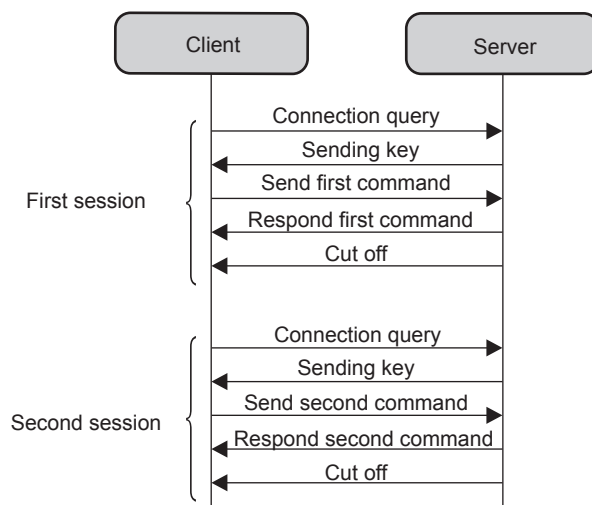 Client
Server
Connection query
Sending key
Send first command
First session
Respond first command
Cut off
Connection query
Sending key
Send second command
Second session
Respond second command
Cut off